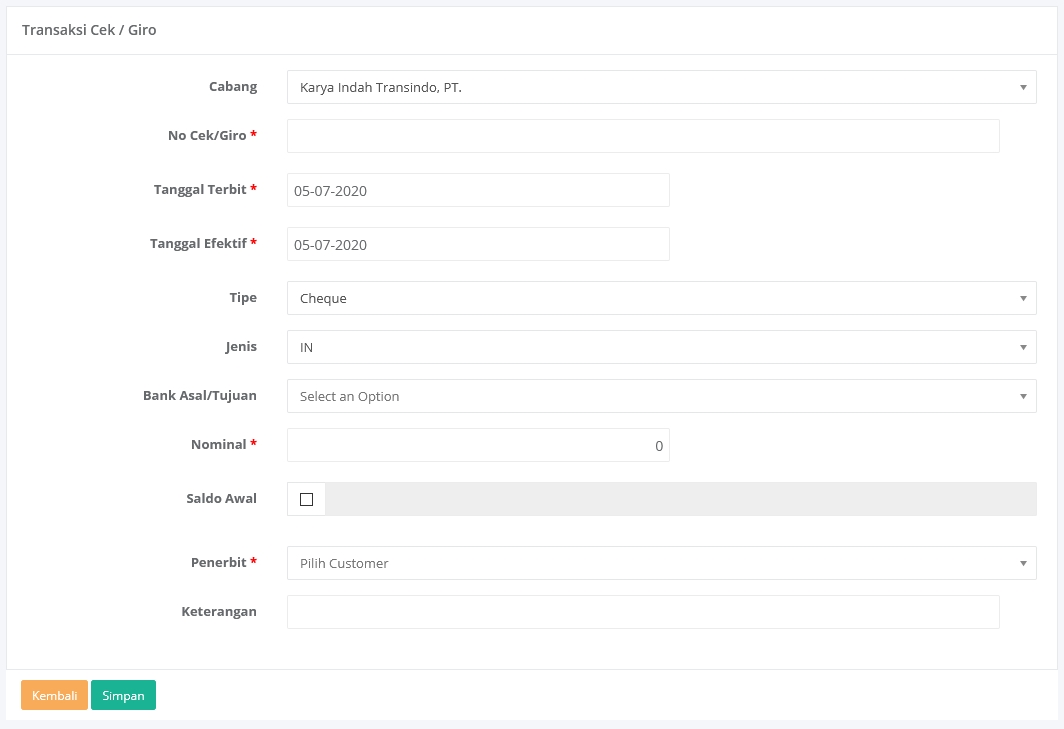 Transaksi Cek / Giro
Cabang Karya Indah Transindo, PT.
No Cek/Giro *
Tanggal Terbit * 05-07-2020
Tanggal Efektif * 05-07-2020
Tipe Cheque
Jenis IN
Bank Asal/Tujuan Select an Option
Nominal * 0
Saldo Awal
Penerbit * Pilih Customer
Keterangan
Kembali Simpan